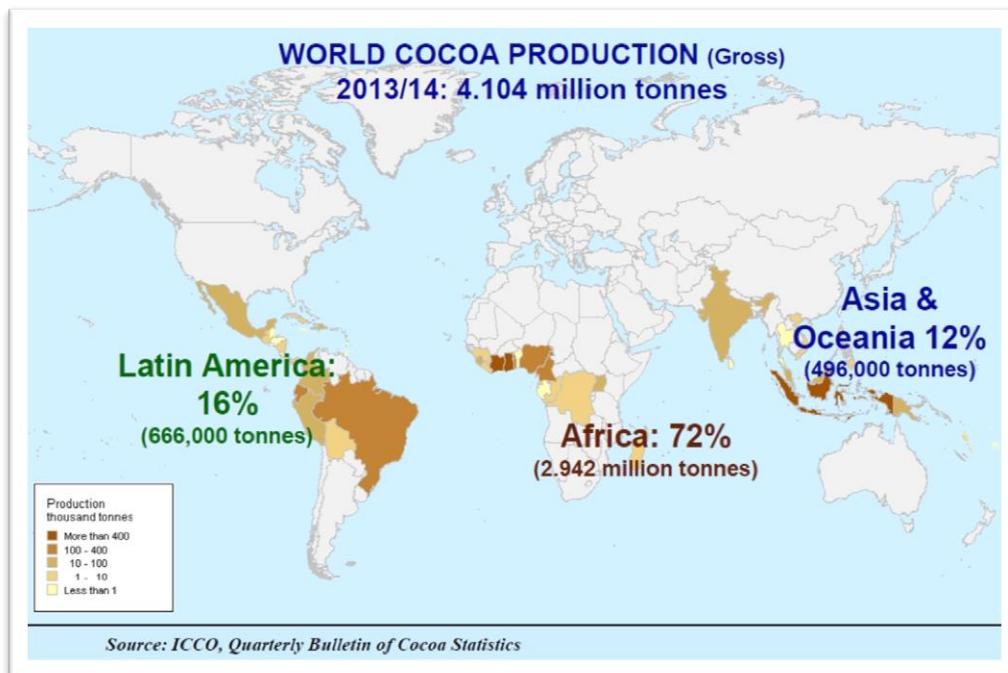 WORLD COCOA PRODUCTION (Gross)
2013/14: 4.104 million tonnes
Asia &
Oceania 12%
(496,000 tonnes)
Latin America:
16%
(666,000 tonnes)
Africa: 72%
(2.942 million tonnes)
Production
thousand tonnes
More than 400
100 - 400
10 - 100
1 - 10
Less than 1
Source: ICCO, Quarterly Bulletin of Cocoa Statistics